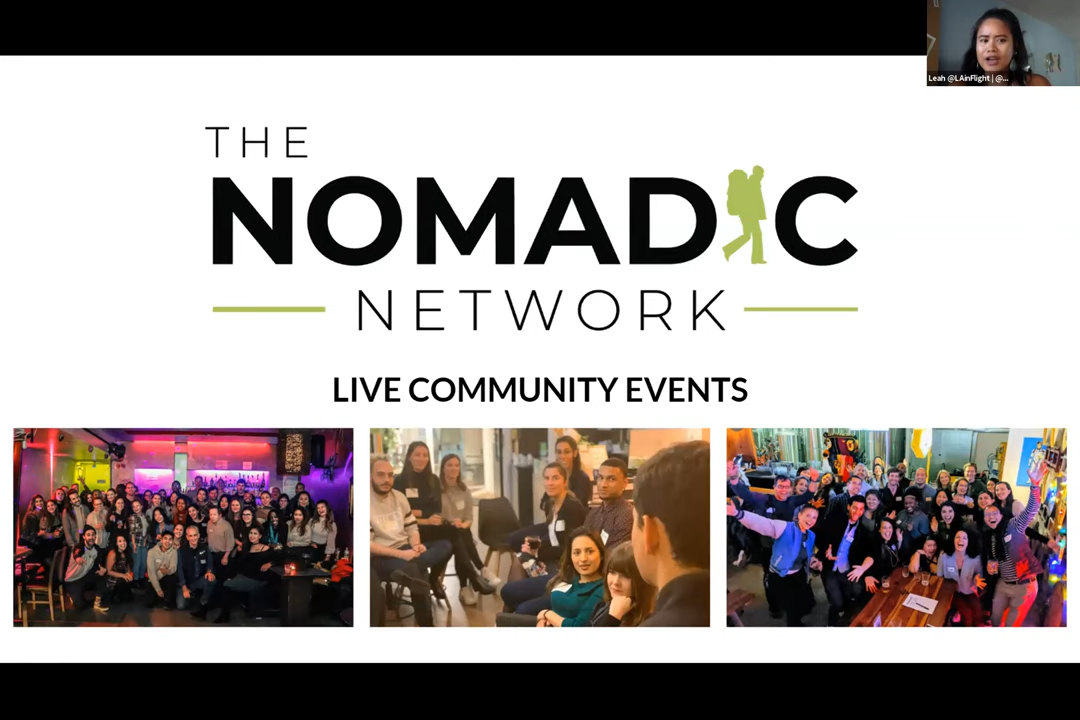 Leah @LAinFlight | @...
THE
NOMADIC
NETWORK
LIVE COMMUNITY EVENTS